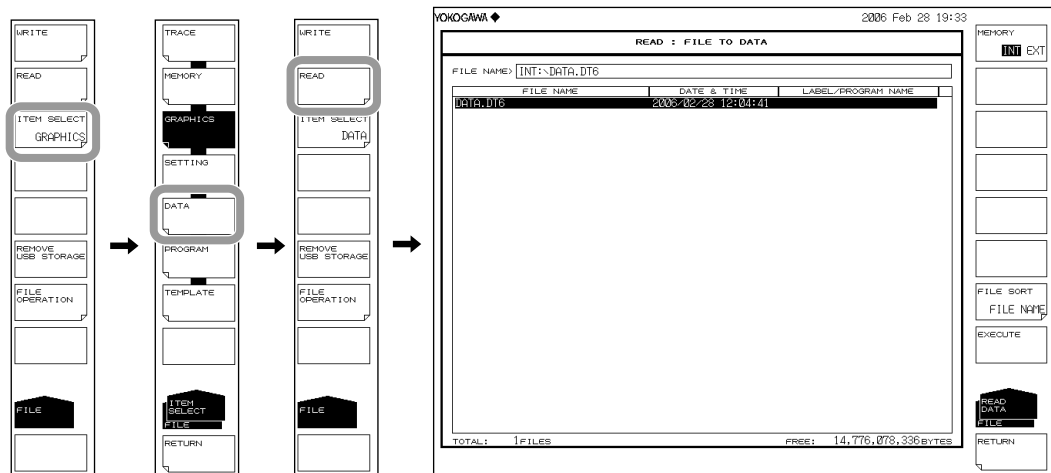 WRITE
READ
ITEM SELECT
GRAPHICS
REMOVE
USB STORAGE
FILE
OPERATION
FILE
TRACE
MEMORY
GRAPHICS
SETTING
DATA
PROGRAM
TEMPLATE
ITEM
SELECT
FILE
RETURN
WRITE
READ
ITEM SELECT
DATA
REMOVE
USB STORAGE
FILE
OPERATION
FILE
YOKOGAWA 2006 Feb 28 19:33
READ : FILE TO DATA
FILE NAME> INT:\DATA.DT6
FILE NAME DATE & TIME LABEL/PROGRAM NAME
DATA.DT6 2006/02/28 12:04:41
TOTAL: 1FILES FREE: 14,776,078,336BYTES
MEMORY
INT EXT
FILE SORT
FILE NAME
EXECUTE
READ
DATA
FILE
RETURN